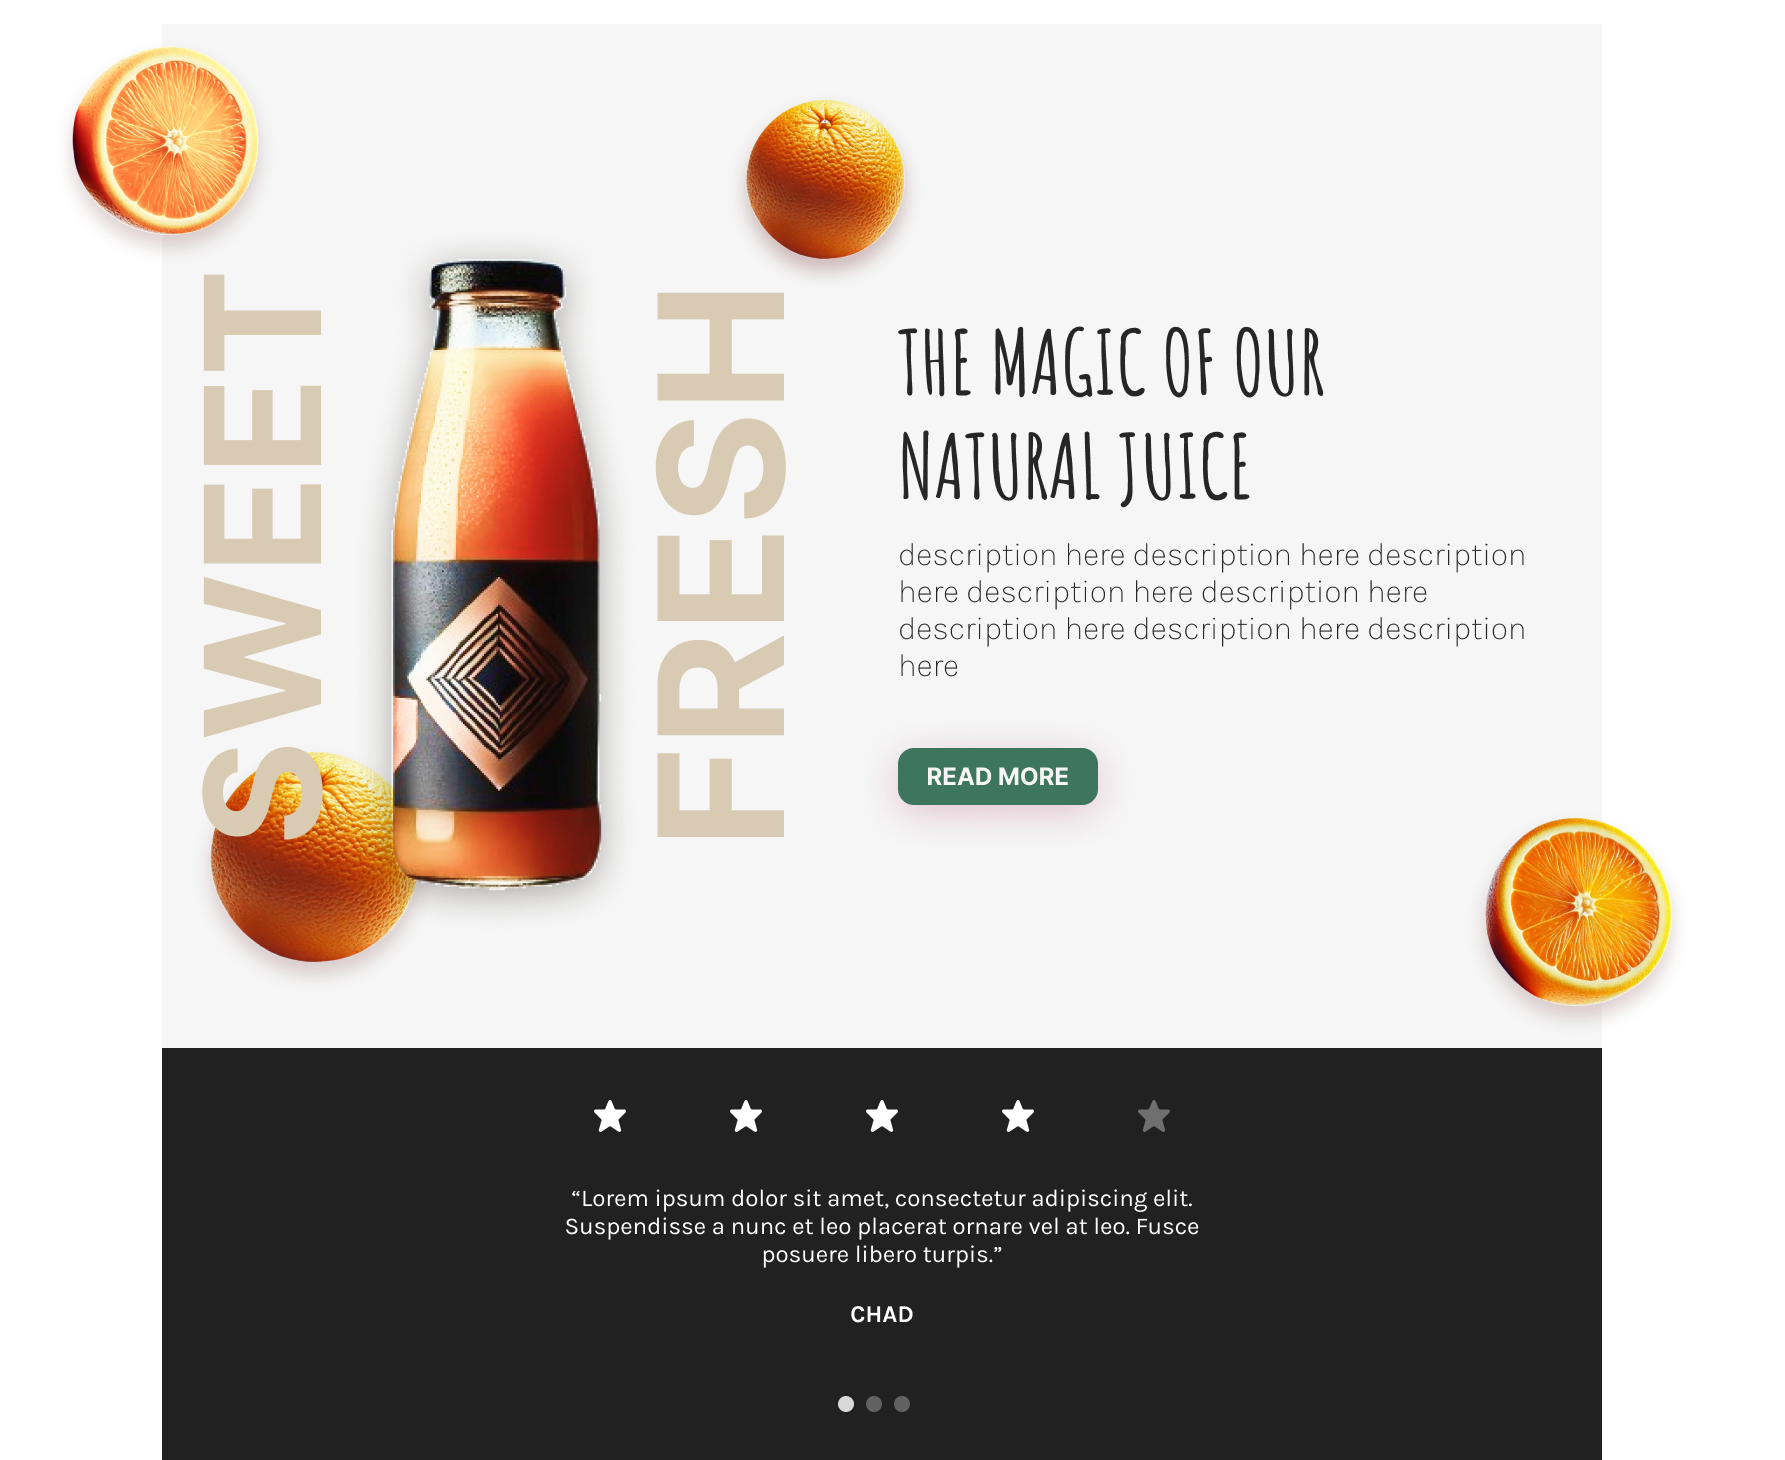 SWEET
FRESH
THE MAGIC OF OUR
NATURAL JUICE
description here description here description
here description here description here
description here description here description
here
READ MORE
“Lorem ipsum dolor sit amet, consectetur adipiscing elit.
Suspendisse a nunc et leo placerat ornare vel at leo. Fusce
posuere libero turpis.”
CHAD